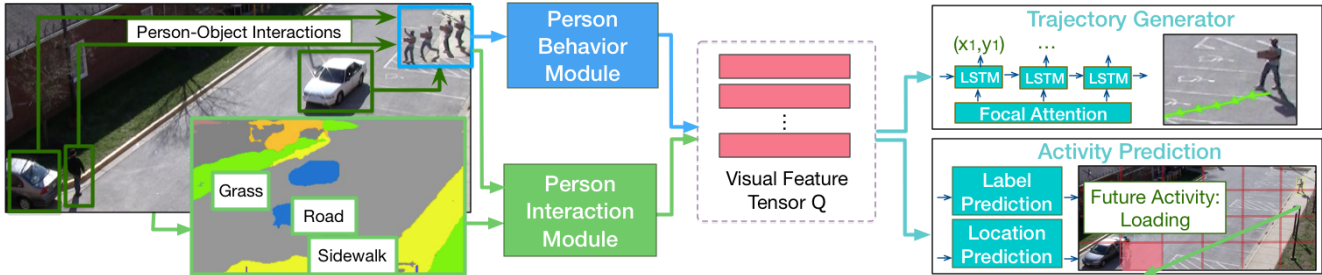 Person-Object Interactions
Grass
Road
Sidewalk
Person
Behavior
Module
Person
Interaction
Module
⋮
Visual Feature
Tensor Q
Trajectory Generator
(x1,y1)
...
LSTM
LSTM
LSTM
Focal Attention
Activity Prediction
Label
Prediction
Location
Prediction
Future Activity:
Loading